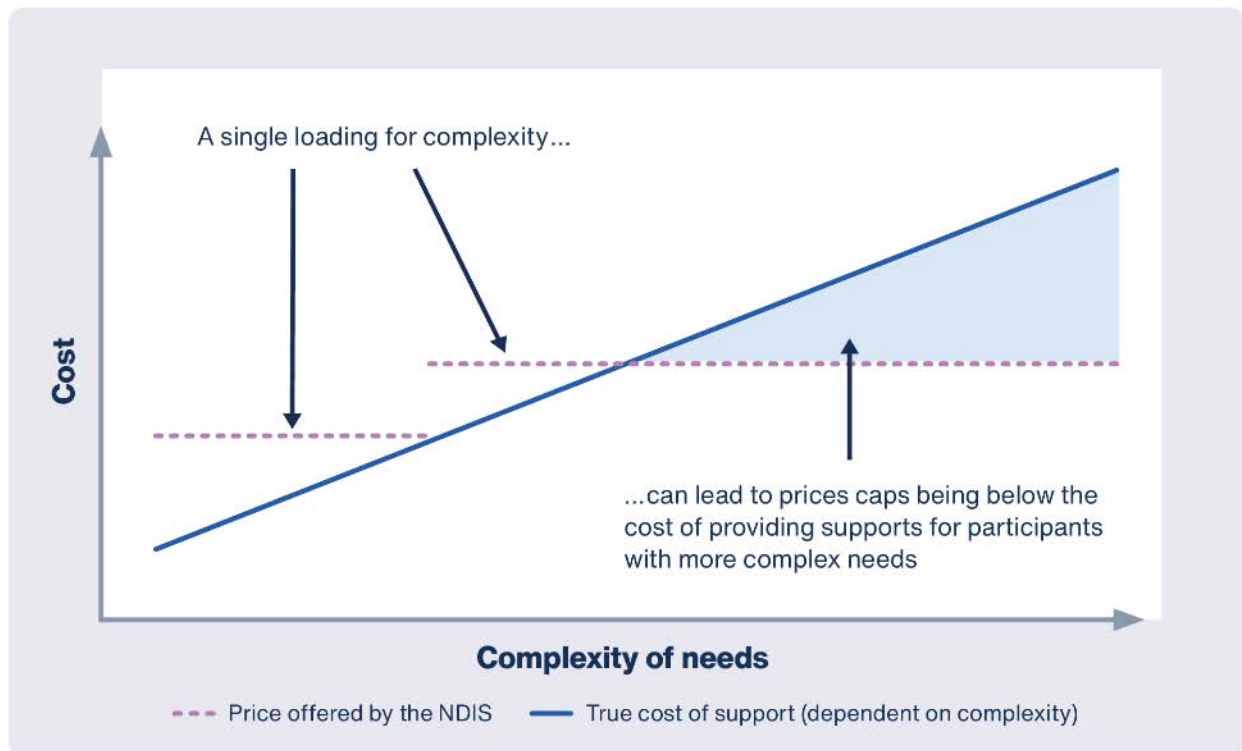 A single loading for complexity...
Cost
...can lead to prices caps being below the
cost of providing supports for participants
with more complex needs
Complexity of needs
Price offered by the NDIS
True cost of support (dependent on complexity)